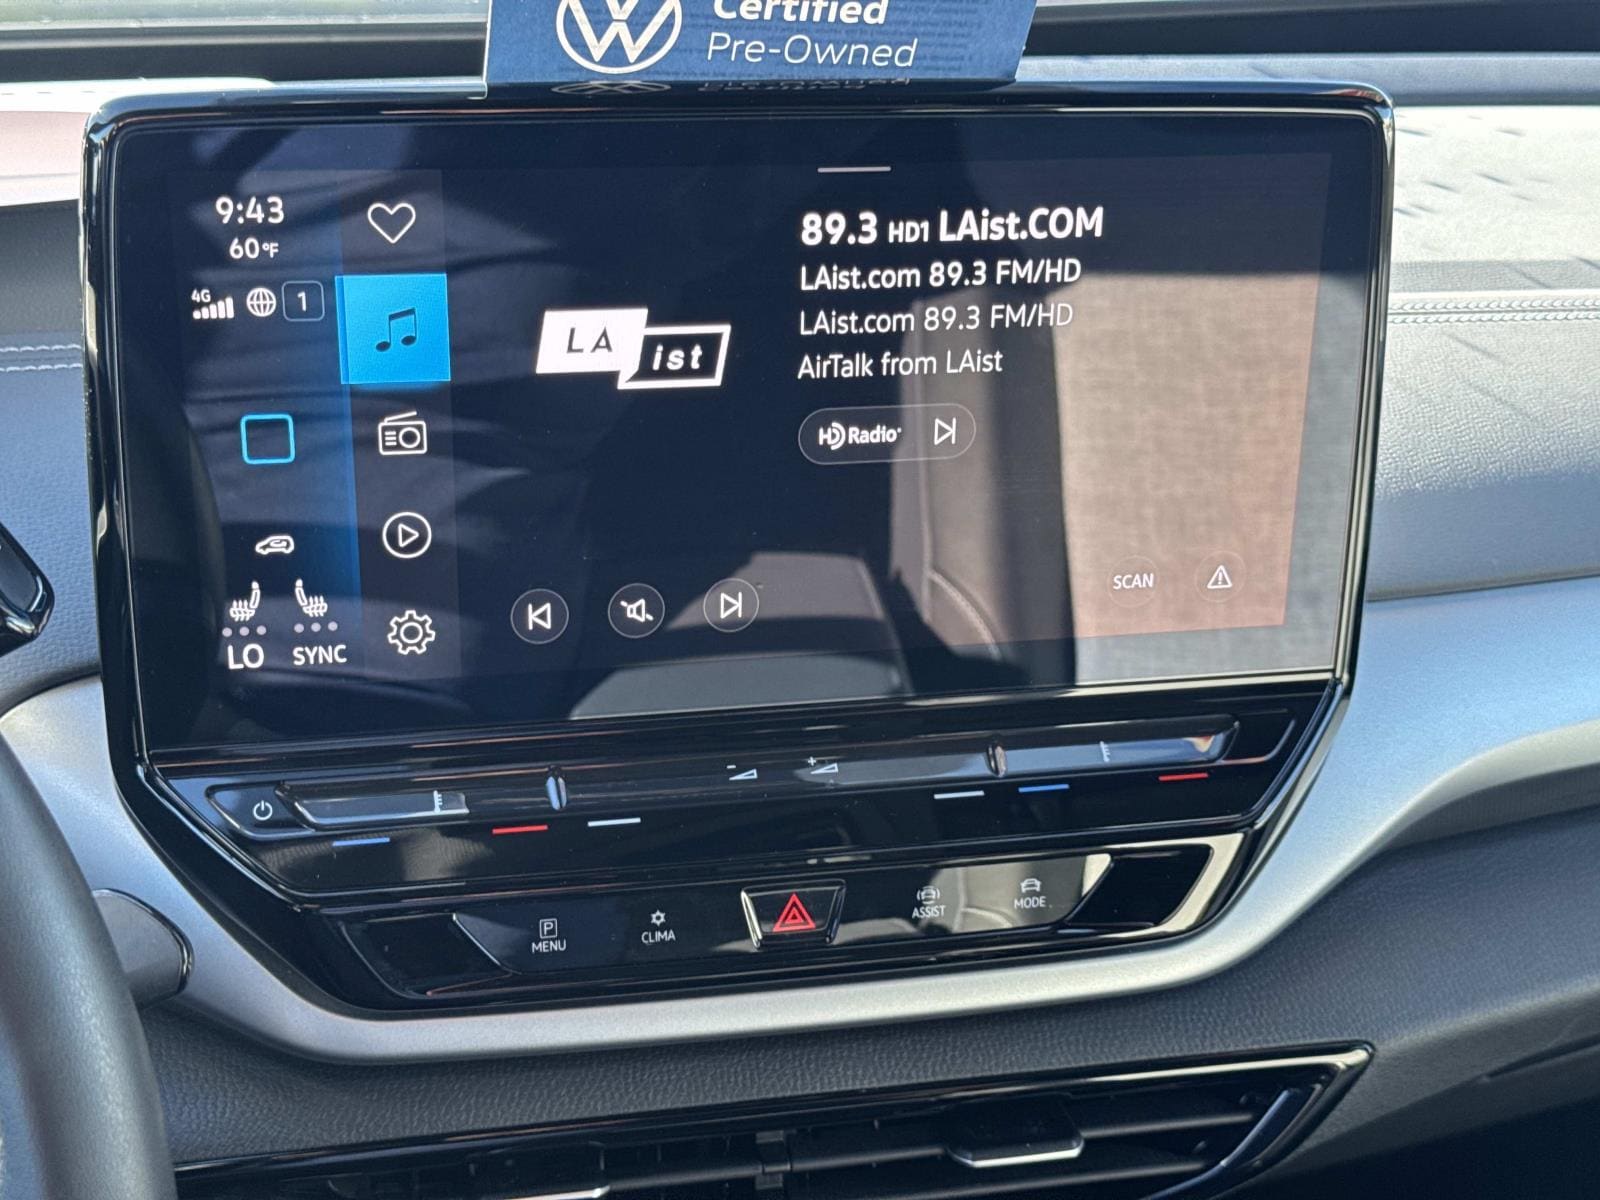 Certified
Pre-Owned
9:43
60°F
4G
1
89.3 HD1 LAist.COM
LAist.com 89.3 FM/HD
LAist.com 89.3 FM/HD
AirTalk from LAist
LA
ist
HD Radio
SCAN
LO
SYNC
- +
P
MENU
CLIMA
ASSIST
MODE